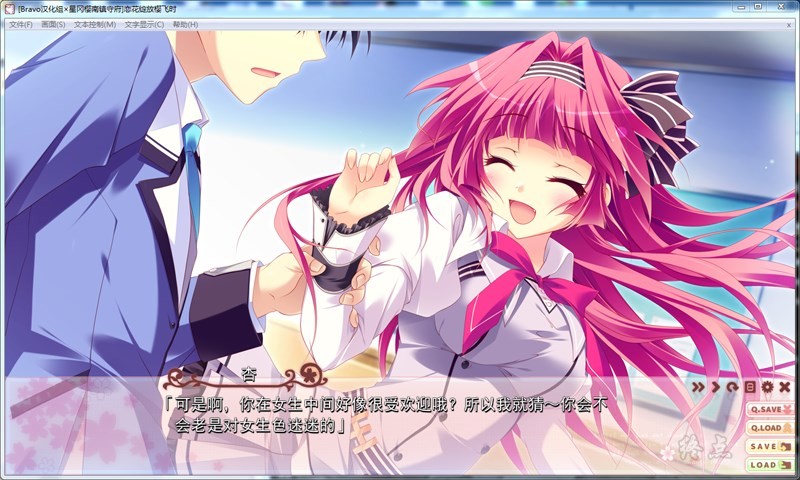 [Bravo汉化组×星冈樱南镇守府]恋花绽放樱飞时
文件(F) 画面(S) 文本控制(M) 文字显示(C) 帮助(H)
杏
「可是啊，你在女生中间好像很受欢迎哦？所以我就猜～你会不
会老是对女生色迷迷的」
Q.SAVE
Q.LOAD
SAVE
LOAD
终点